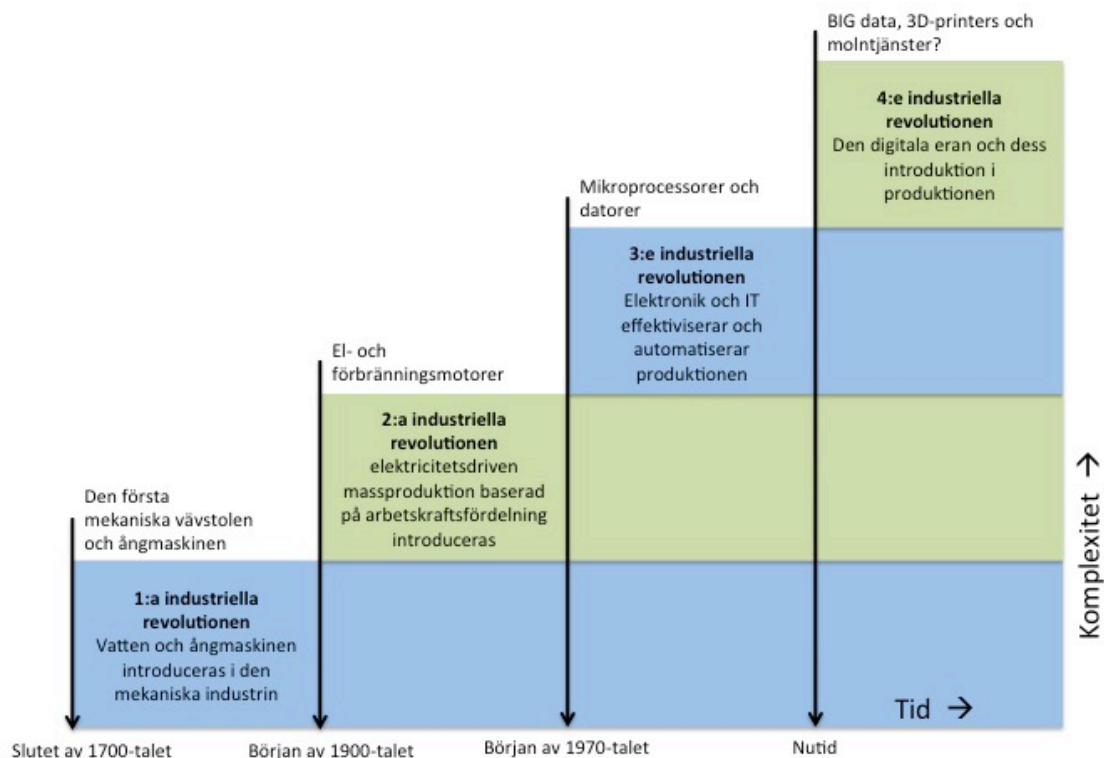 BIG data, 3D-printers och
molntjänster?
4:e industriella
revolutionen
Den digitala eran och dess
introduktion i
produktionen
Mikroprocessorer och
datorer
3:e industriella
revolutionen
Elektronik och IT
effektiviserar och
automatiserar
produktionen
El- och
förbränningsmotorer
2:a industriella
revolutionen
elektricitetsdriven
massproduktion baserad
på arbetskraftsfördelning
introduceras
Den första
mekaniska vävstolen
och ångmaskinen
1:a industriella
revolutionen
Vatten och ångmaskinen
introduceras i den
mekaniska industrin
Komplexitet →
Tid →
Slutet av 1700-talet
Början av 1900-talet
Början av 1970-talet
Nutid